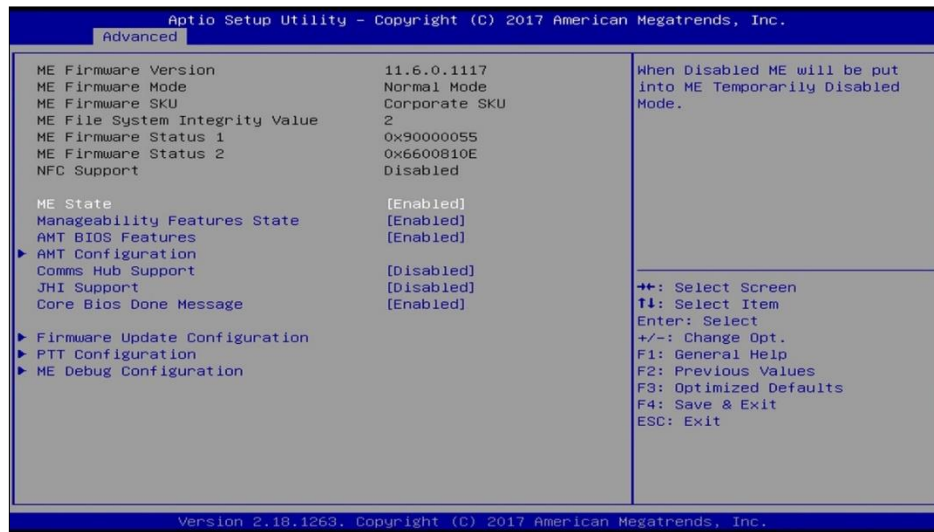 Aptio Setup Utility – Copyright (C) 2017 American Megatrends, Inc.
Advanced
ME Firmware Version 11.6.0.1117
ME Firmware Mode Normal Mode
ME Firmware SKU Corporate SKU
ME File System Integrity Value 2
ME Firmware Status 1 0x90000055
ME Firmware Status 2 0x6600810E
NFC Support Disabled
ME State [Enabled]
Manageability Features State [Enabled]
AMT BIOS Features [Enabled]
▶ AMT Configuration
Comms Hub Support [Disabled]
JHI Support [Disabled]
Core Bios Done Message [Enabled]
▶ Firmware Update Configuration
▶ PTT Configuration
▶ ME Debug Configuration
When Disabled ME will be put
into ME Temporarily Disabled
Mode.
→←: Select Screen
↑↓: Select Item
Enter: Select
+/-: Change Opt.
F1: General Help
F2: Previous Values
F3: Optimized Defaults
F4: Save & Exit
ESC: Exit
Version 2.18.1263. Copyright (C) 2017 American Megatrends, Inc.